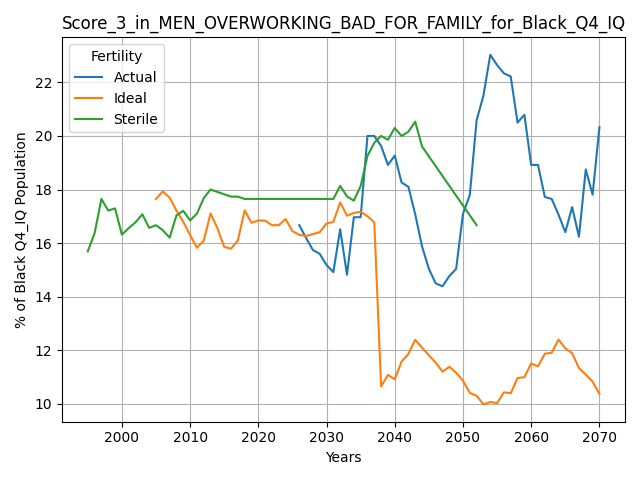 Score_3_in_MEN_OVERWORKING_BAD_FOR_FAMILY_for_Black_Q4_IQ
Fertility
Actual
Ideal
Sterile
% of Black Q4_IQ Population
22
20
18
16
14
12
10
2000
2010
2020
2030
2040
2050
2060
2070
Years